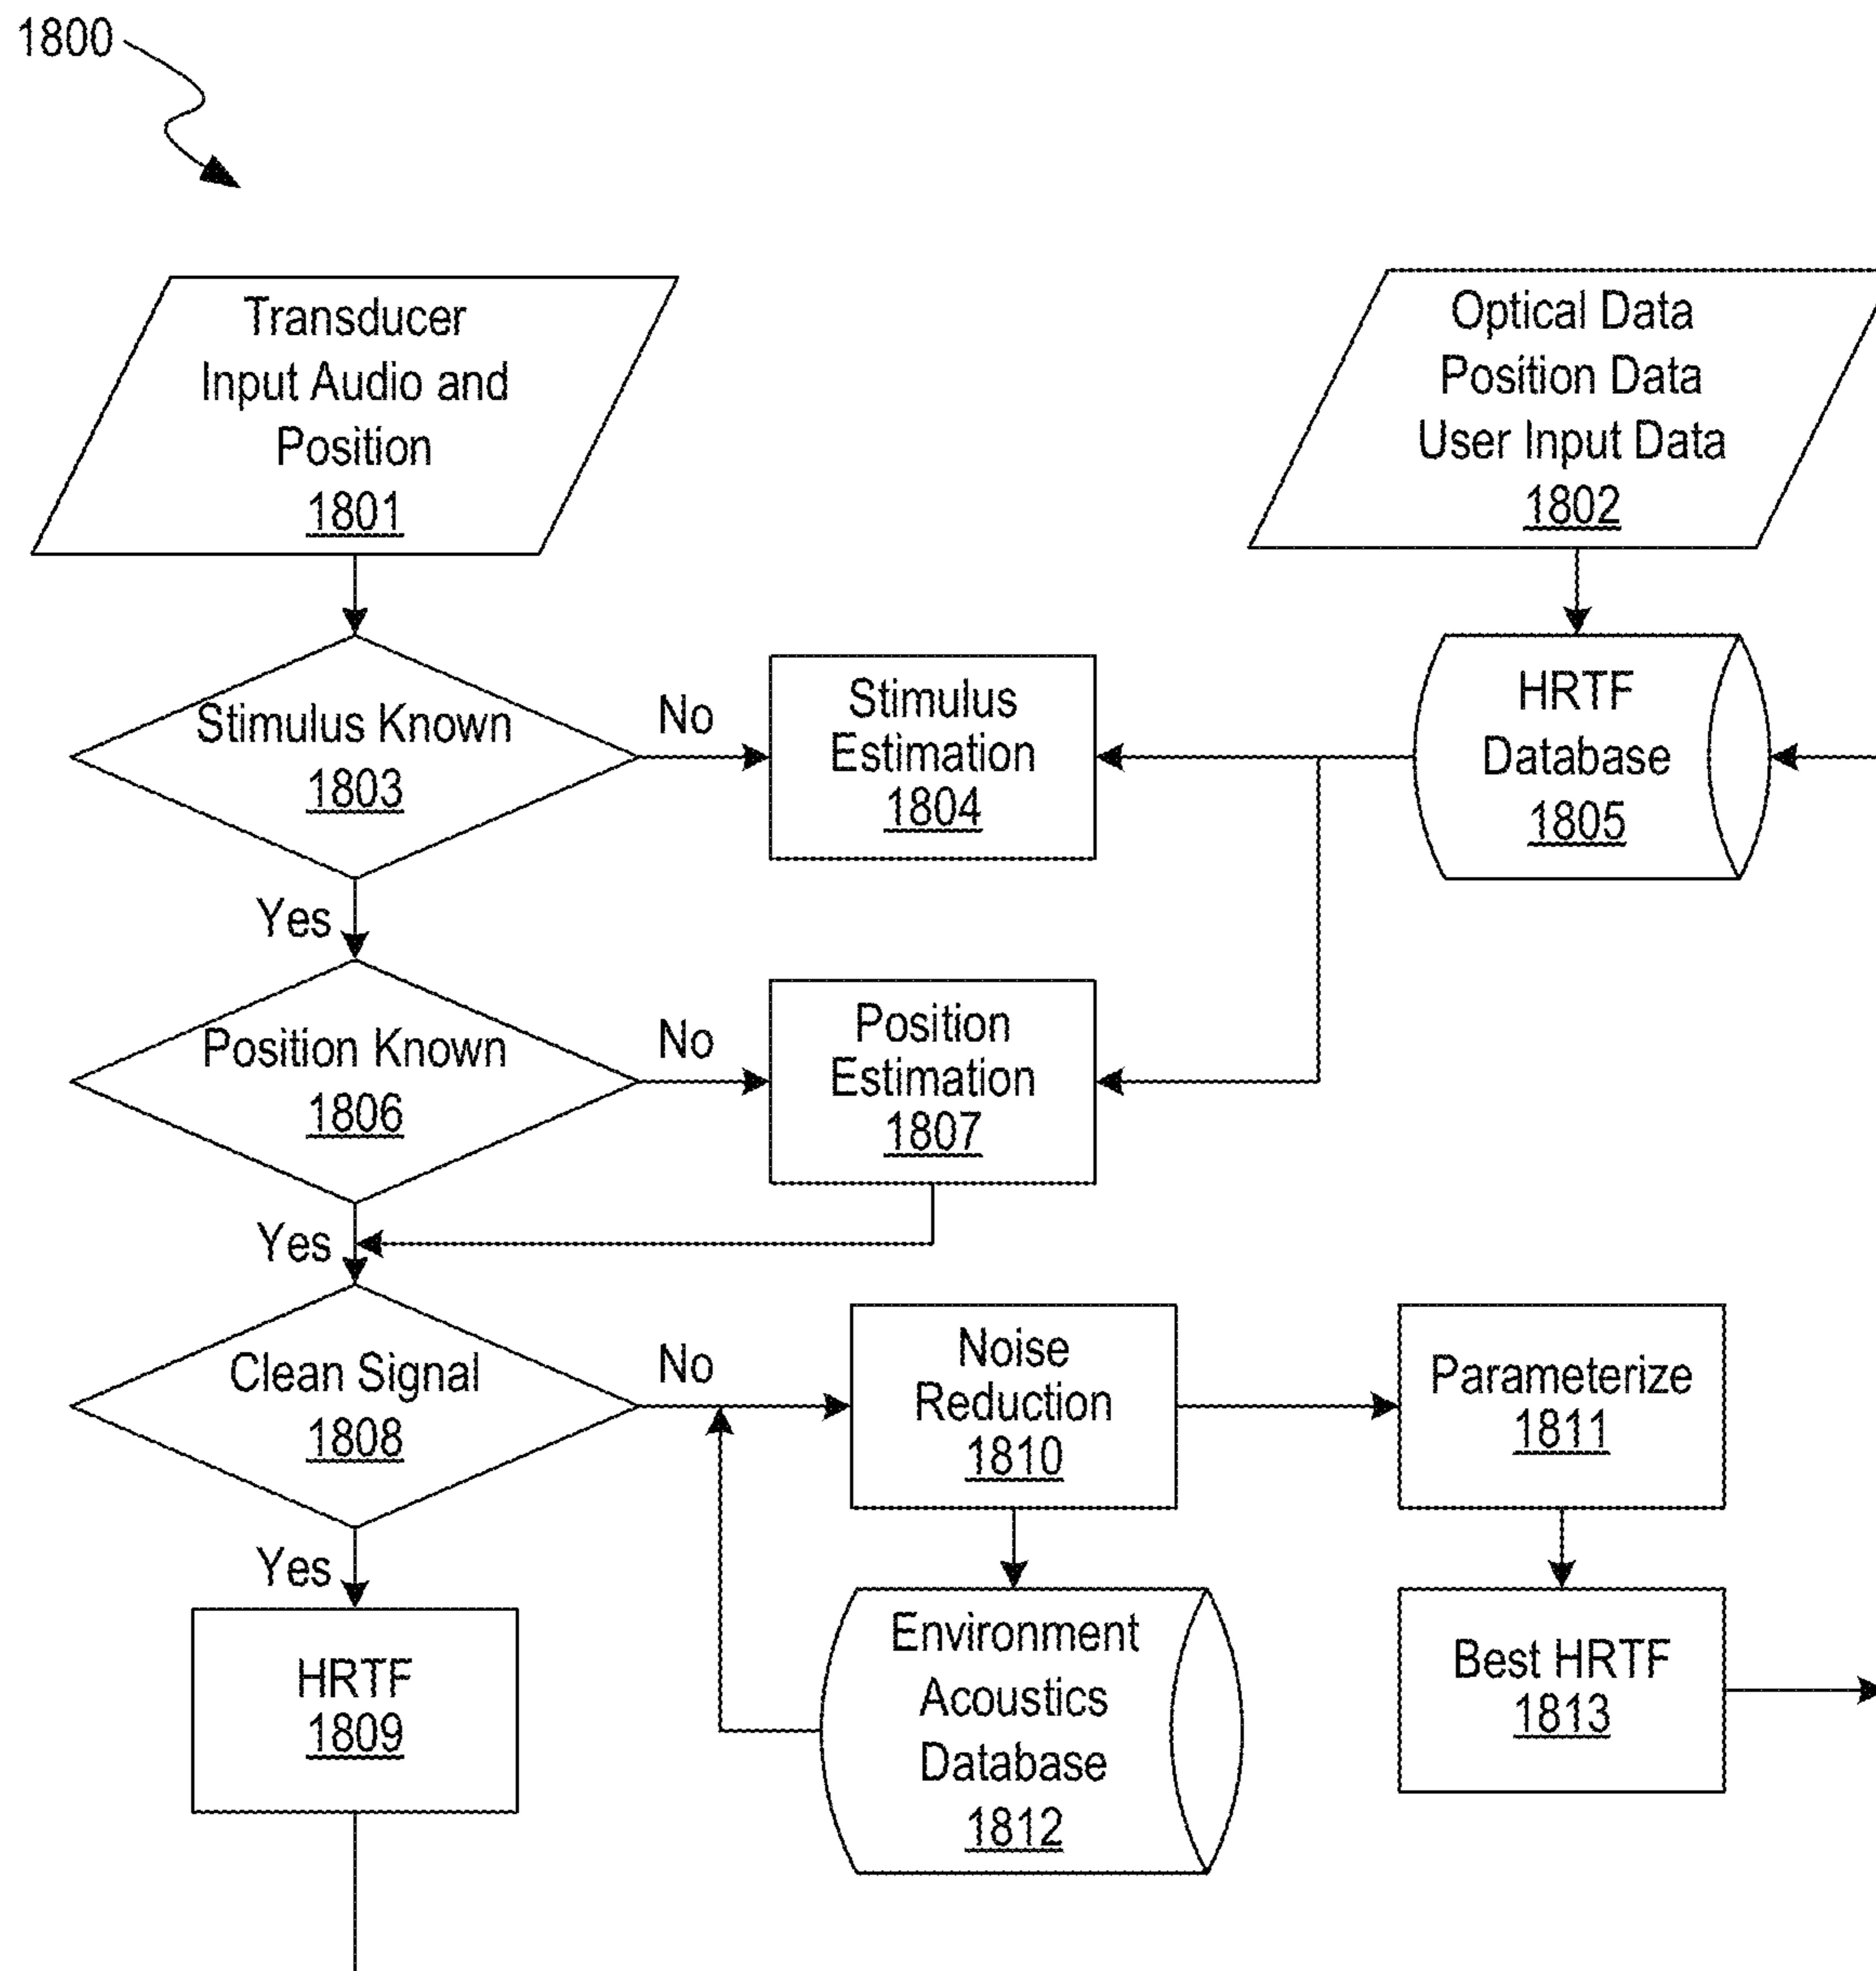 1800
Transducer
Input Audio and
Position
1801
Optical Data
Position Data
User Input Data
1802
Stimulus Known
1803
No
Stimulus
Estimation
1804
HRTF
Database
1805
Yes
Position Known
1806
No
Position
Estimation
1807
Yes
Clean Signal
1808
No
Noise
Reduction
1810
Parameterize
1811
Yes
HRTF
1809
Environment
Acoustics
Database
1812
Best HRTF
1813